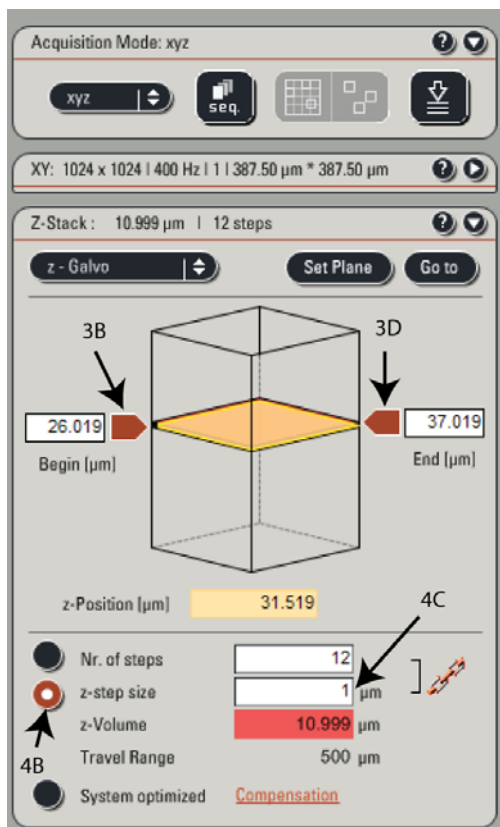 Acquisition Mode: xyz
?
xyz
seq.
XY: 1024 x 1024 | 400 Hz | 1 | 387.50 µm * 387.50 µm
?
Z-Stack : 10.999 µm | 12 steps
?
z - Galvo
Set Plane
Go to
3B
3D
26.019
37.019
Begin [µm]
End [µm]
z-Position [µm]
31.519
4C
Nr. of steps
12
z-step size
1 µm
z-Volume
10.999 µm
4B
Travel Range
500 µm
System optimized
Compensation